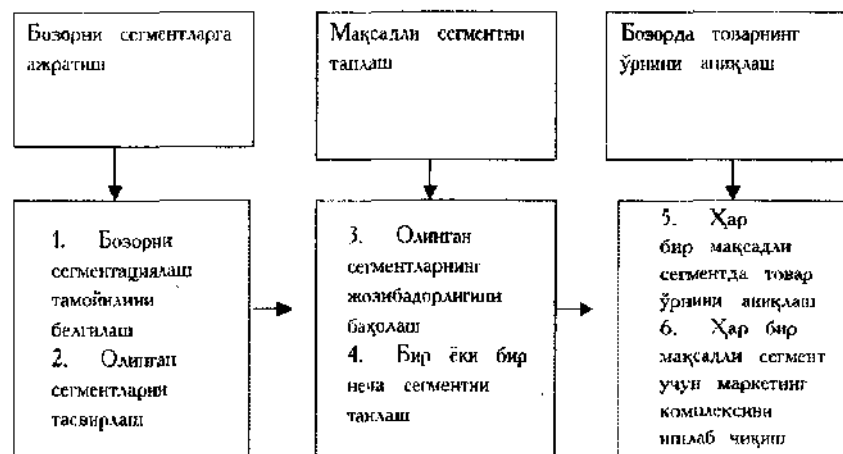 Бозорни сегментларга
ажратиш
Мақсадли сегментни
танлаш
Бозорда товарнинг
ўрнини аниқлаш
1. Бозорни
сегментациялаш
тамойилини
белгилаш
2. Олинган
сегментларни
тасвирлаш
3. Олинган
сегментларнинг
жозибадорлигини
баҳолаш
4. Бир ёки бир
неча сегментни
танлаш
5. Ҳар
бир мақсадли
сегментда товар
ўрнини аниқлаш
6. Ҳар бир
мақсадли сегмент
учун маркетинг
комплексини
ишлаб чиқиш